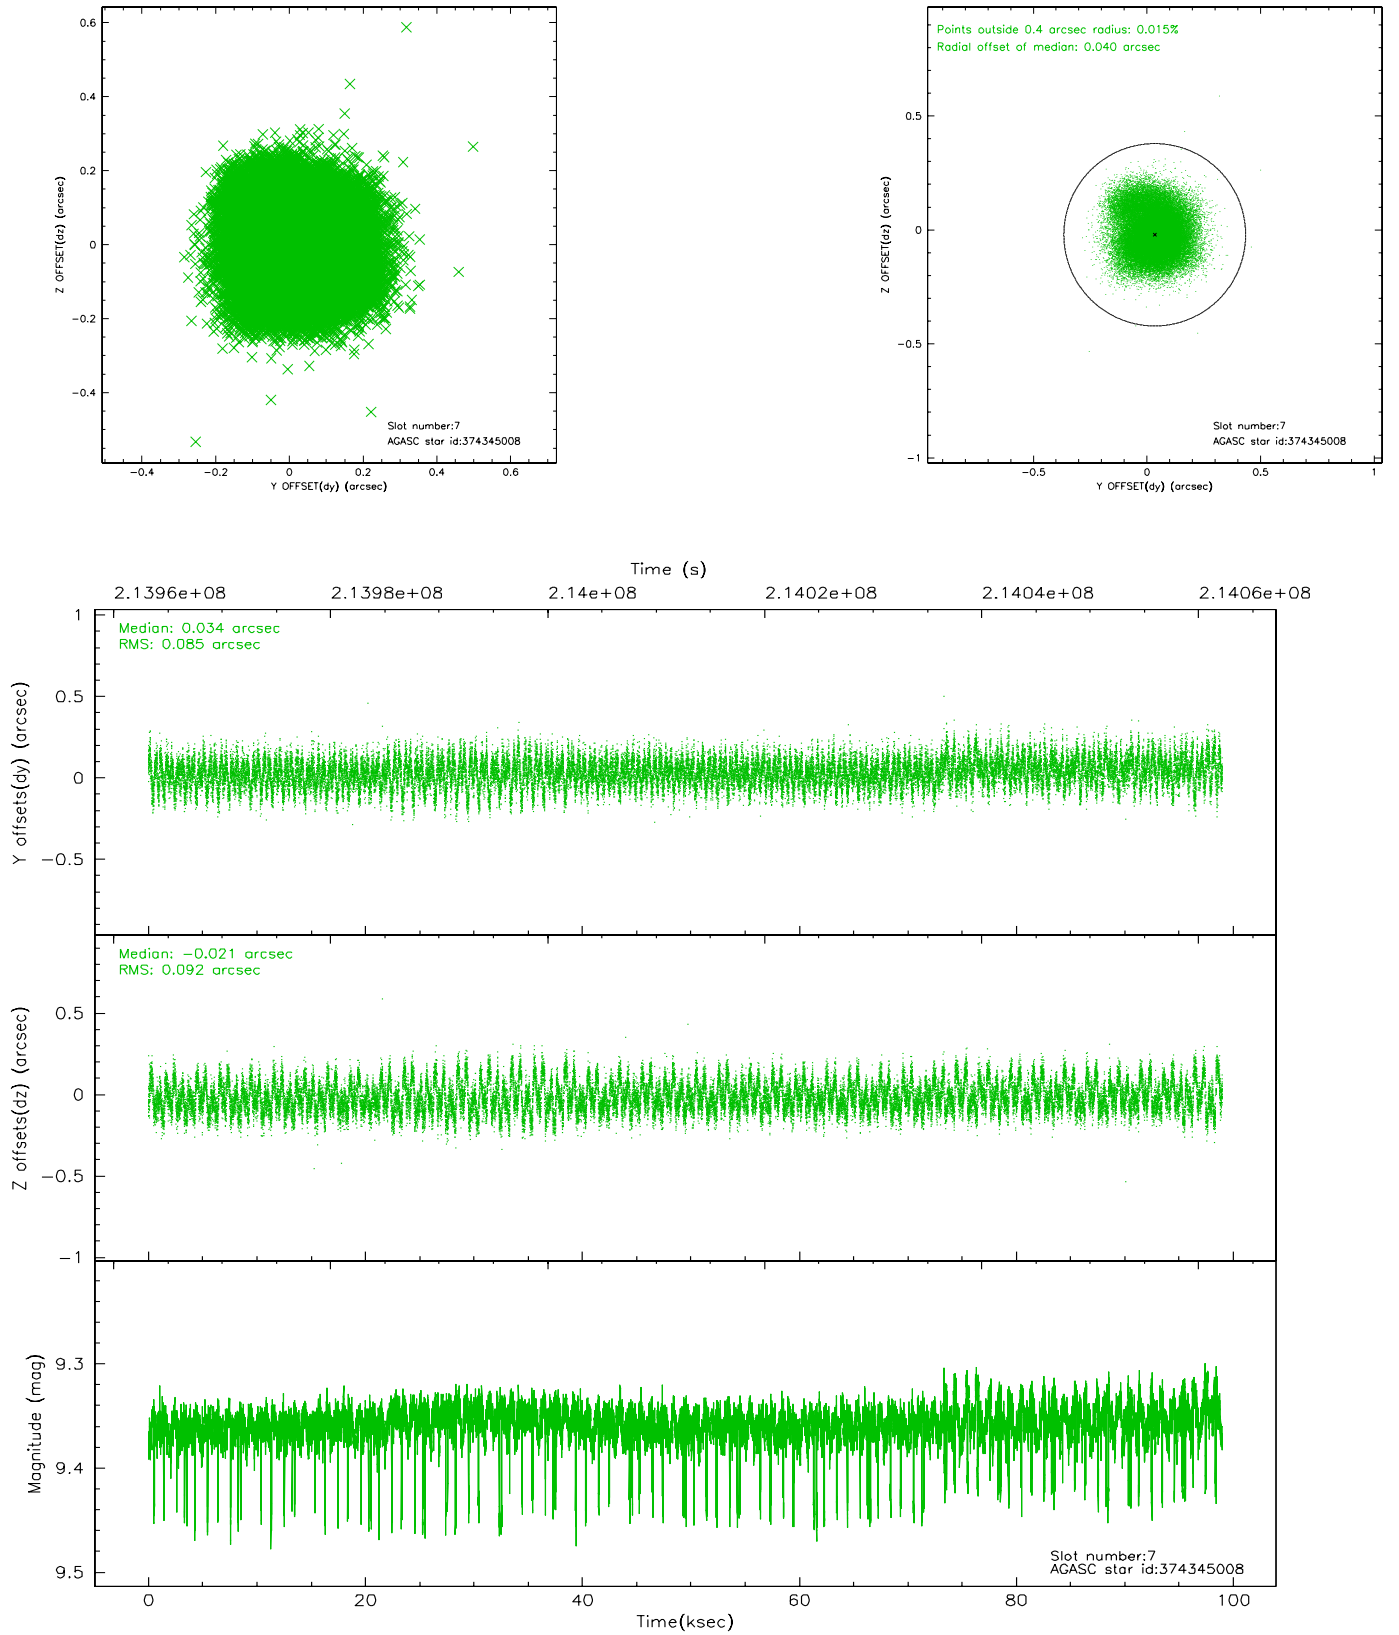 0.6
0.4
0.2
0
−0.2
−0.4
Z OFFSET(dz) (arcsec)
Slot number:7
AGASC star id:374345008
−0.4 −0.2 0 0.2 0.4 0.6
Y OFFSET(dy) (arcsec)
Points outside 0.4 arcsec radius: 0.015%
Radial offset of median: 0.040 arcsec
0.5
0
−0.5
−1
Z OFFSET(dz) (arcsec)
Slot number:7
AGASC star id:374345008
−0.5 0 0.5 1
Y OFFSET(dy) (arcsec)
Time (s)
2.1396e+08 2.1398e+08 2.14e+08 2.1402e+08 2.1404e+08 2.1406e+08
Median: 0.034 arcsec
RMS: 0.085 arcsec
1
0.5
0
−0.5
Y offsets(dy) (arcsec)
Median: −0.021 arcsec
RMS: 0.092 arcsec
0.5
0
−0.5
−1
Z offsets(dz) (arcsec)
9.3
9.4
9.5
Magnitude (mag)
Slot number:7
AGASC star id:374345008
0 20 40 60 80 100
Time(ksec)